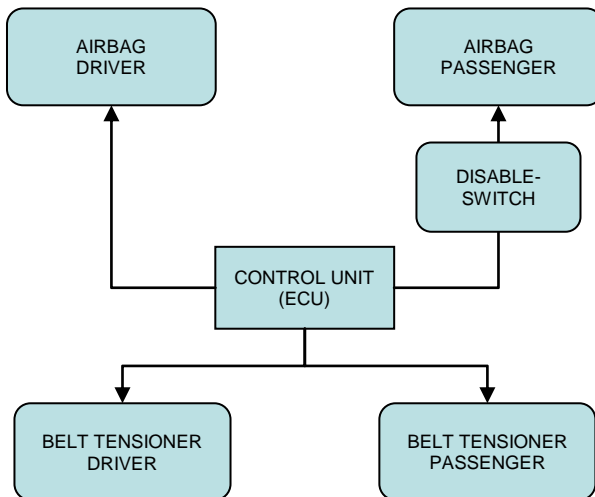 AIRBAG
DRIVER
AIRBAG
PASSENGER
DISABLE-
SWITCH
CONTROL UNIT
(ECU)
BELT TENSIONER
DRIVER
BELT TENSIONER
PASSENGER